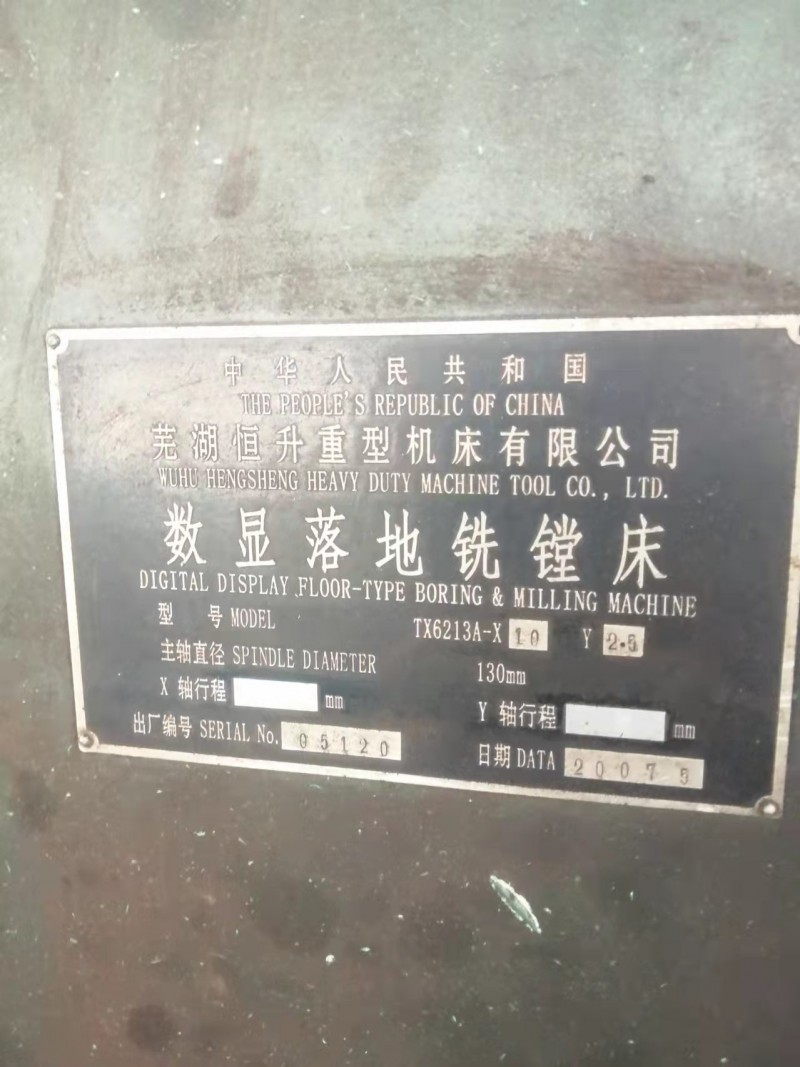 中华人民共和国
THE PEOPLE'S REPUBLIC OF CHINA
芜湖恒升重型机床有限公司
WUHU HENGSHENG HEAVY DUTY MACHINE TOOL CO., LTD.
数显落地铣镗床
DIGITAL DISPLAY FLOOR-TYPE BORING & MILLING MACHINE
型 号 MODEL TX6213A-X 10 Y 2.5
主轴直径 SPINDLE DIAMETER 130mm
X 轴行程 mm Y 轴行程 mm
出厂编号 SERIAL No. 05120 日期 DATA 20075